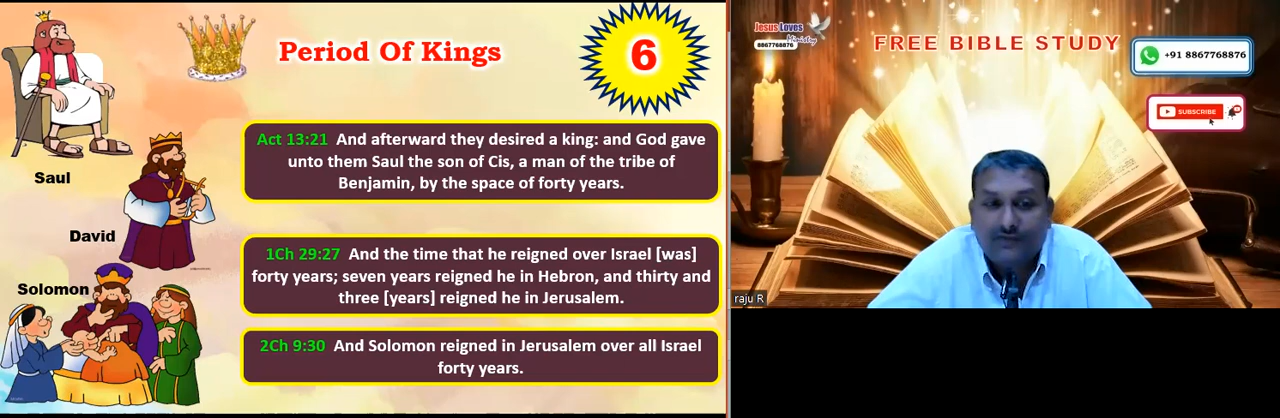 Period Of Kings
6
Act 13:21 And afterward they desired a king: and God gave
unto them Saul the son of Cis, a man of the tribe of
Benjamin, by the space of forty years.
Saul
David
1Ch 29:27 And the time that he reigned over Israel [was]
forty years; seven years reigned he in Hebron, and thirty and
three [years] reigned he in Jerusalem.
Solomon
2Ch 9:30 And Solomon reigned in Jerusalem over all Israel
forty years.
Jesus Loves
Ministry
8867768876
FREE BIBLE STUDY
+91 8867768876
SUBSCRIBE
raju R